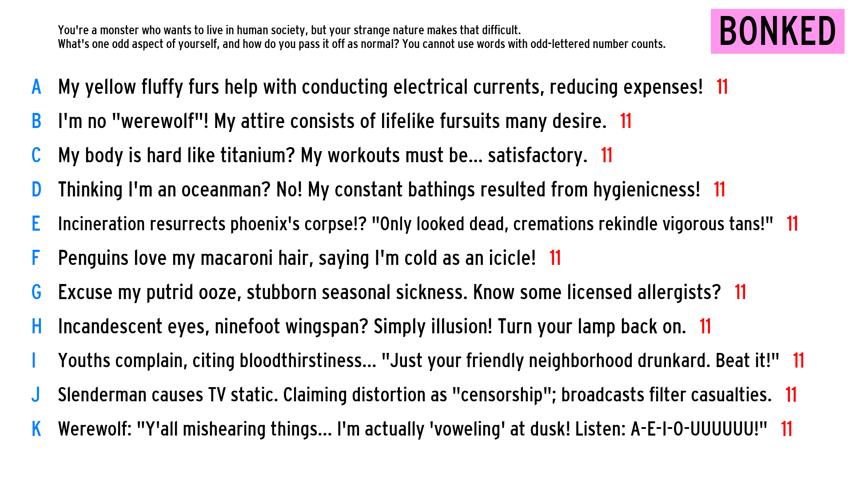 You're a monster who wants to live in human society, but your strange nature makes that difficult.
What's one odd aspect of yourself, and how do you pass it off as normal? You cannot use words with odd-lettered number counts.
BONKED
A My yellow fluffy furs help with conducting electrical currents, reducing expenses! 11
B I'm no "werewolf"! My attire consists of lifelike fursuits many desire. 11
C My body is hard like titanium? My workouts must be... satisfactory. 11
D Thinking I'm an oceanman? No! My constant bathings resulted from hygienicness! 11
E Incineration resurrects phoenix's corpse!? "Only looked dead, cremations rekindle vigorous tans!" 11
F Penguins love my macaroni hair, saying I'm cold as an icicle! 11
G Excuse my putrid ooze, stubborn seasonal sickness. Know some licensed allergists? 11
H Incandescent eyes, ninefoot wingspan? Simply illusion! Turn your lamp back on. 11
I Youths complain, citing bloodthirstiness... "Just your friendly neighborhood drunkard. Beat it!" 11
J Slenderman causes TV static. Claiming distortion as "censorship"; broadcasts filter casualties. 11
K Werewolf: "Y'all mishearing things... I'm actually 'voweling' at dusk! Listen: A-E-I-O-UUUUUU!" 11